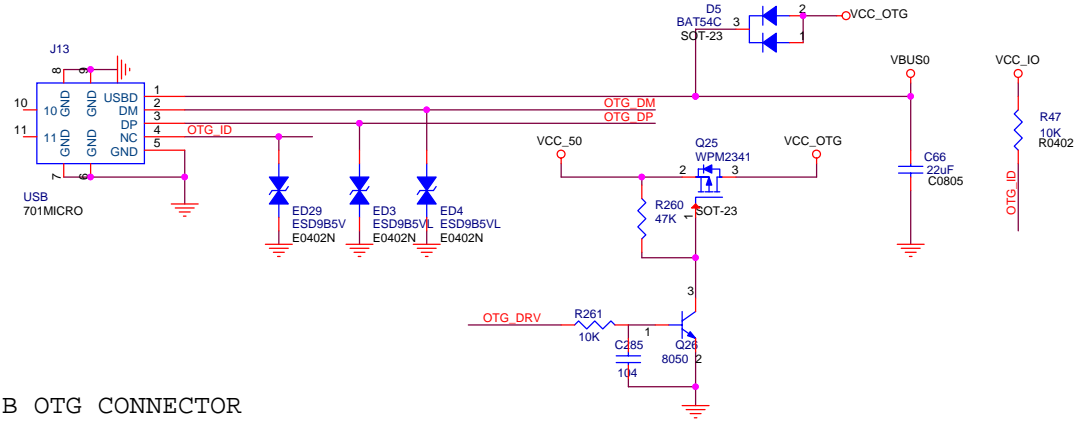 D5
BAT54C
SOT-23
3
2
1
VCC_OTG
J13
8
9
GND
GND
10
10
11
11
GND
GND
7
6
USBD
DM
DP
NC
GND
1
2
3
4
5
OTG_ID
OTG_DM
OTG_DP
USB
701MICRO
VBUS0
VCC_IO
R47
10K
R0402
OTG_ID
C66
22uF
C0805
VCC_50
Q25
WPM2341
VCC_OTG
2
3
1
SOT-23
R260
47K
ED29
ESD9B5V
E0402N
ED3
ESD9B5VL
E0402N
ED4
ESD9B5VL
E0402N
OTG_DRV
R261
10K
C285
104
1
3
2
Q26
8050
B OTG CONNECTOR